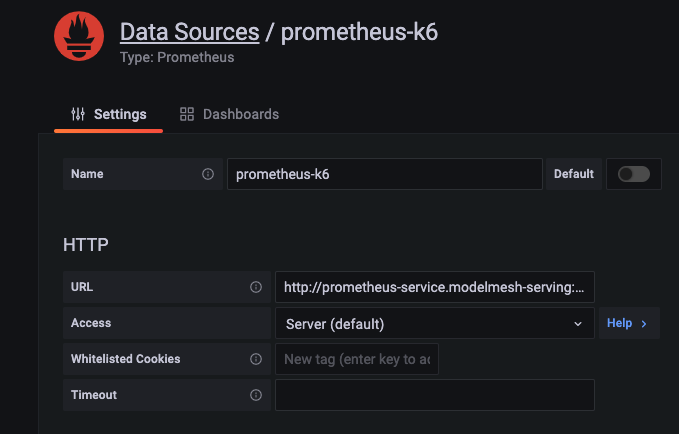 Data Sources / prometheus-k6
Type: Prometheus
Settings
Dashboards
Name
prometheus-k6
Default
HTTP
URL
http://prometheus-service.modelmesh-serving:...
Access
Server (default)
Help
Whitelisted Cookies
New tag (enter key to ac
Timeout